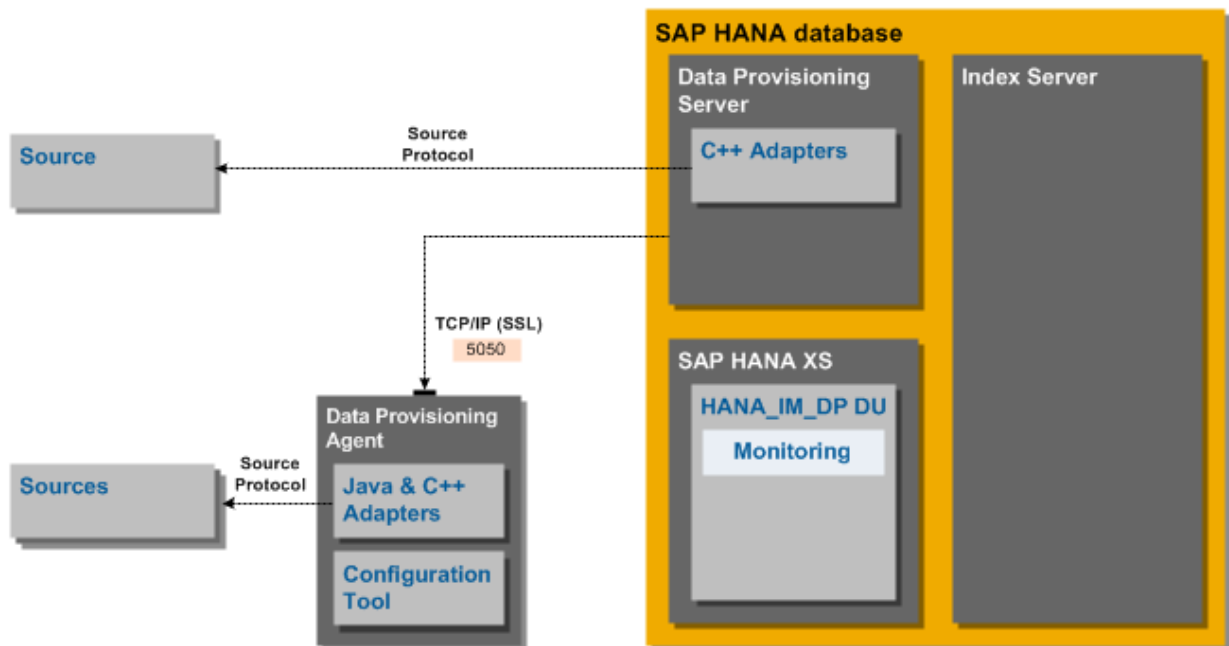 SAP HANA database
Data Provisioning
Server
Index Server
C++ Adapters
Source
Source
Protocol
TCP/IP (SSL)
5050
SAP HANA XS
HANA_IM_DP DU
Monitoring
Data Provisioning
Agent
Java & C++
Adapters
Configuration
Tool
Source
Protocol
Sources